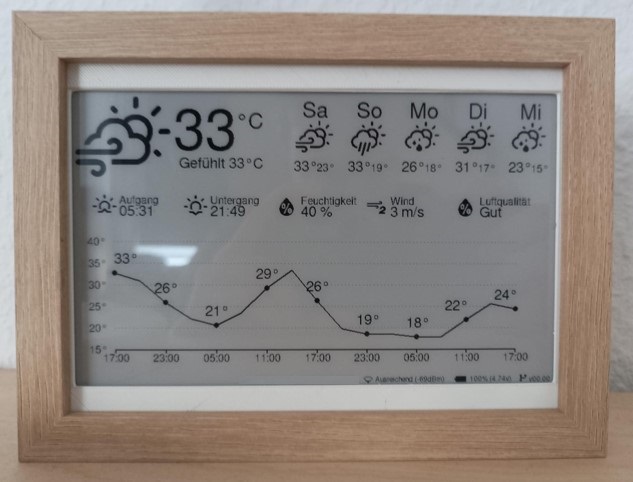 33°C
Gefühlt 33°C
Sa So Mo Di Mi
33°23° 33°19° 26°18° 31°17° 23°15°
Aufgang Untergang Feuchtigkeit Wind Luftqualität
05:31 21:49 40 % 3 m/s Gut
40°
35°
30°
25°
20°
15°
33° 26° 21° 29° 26° 19° 18° 22° 24°
17:00 23:00 05:00 11:00 17:00 23:00 05:00 11:00 17:00
Ausreichend (-69dBm) 100% (4.74v)